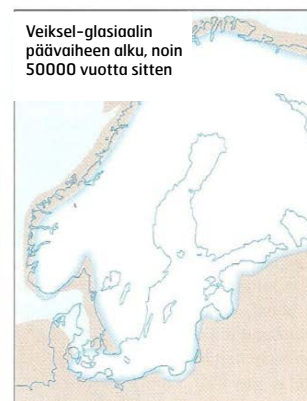 Veiksel-glasiaalin
päävaiheen alku, noin
50000 vuotta sitten